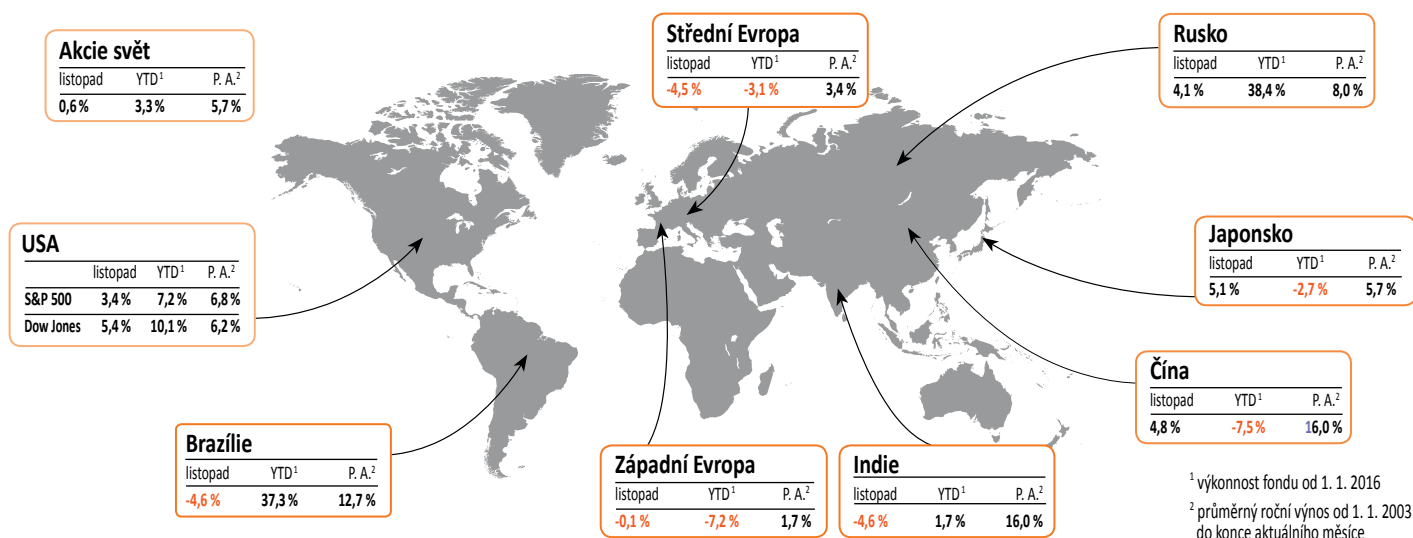 Akcie svět
listopad YTD¹ P. A.²
0,6 % 3,3 % 5,7 %
Střední Evropa
listopad YTD¹ P. A.²
-4,5 % -3,1 % 3,4 %
Rusko
listopad YTD¹ P. A.²
4,1 % 38,4 % 8,0 %
USA
listopad YTD¹ P. A.²
S&P 500 3,4 % 7,2 % 6,8 %
Dow Jones 5,4 % 10,1 % 6,2 %
Japonsko
listopad YTD¹ P. A.²
5,1 % -2,7 % 5,7 %
Čína
listopad YTD¹ P. A.²
4,8 % -7,5 % 16,0 %
Brazílie
listopad YTD¹ P. A.²
-4,6 % 37,3 % 12,7 %
Západní Evropa
listopad YTD¹ P. A.²
-0,1 % -7,2 % 1,7 %
Indie
listopad YTD¹ P. A.²
-4,6 % 1,7 % 16,0 %
¹ výkonnost fondu od 1. 1. 2016
² průměrný roční výnos od 1. 1. 2003
do konce aktuálního měsíce